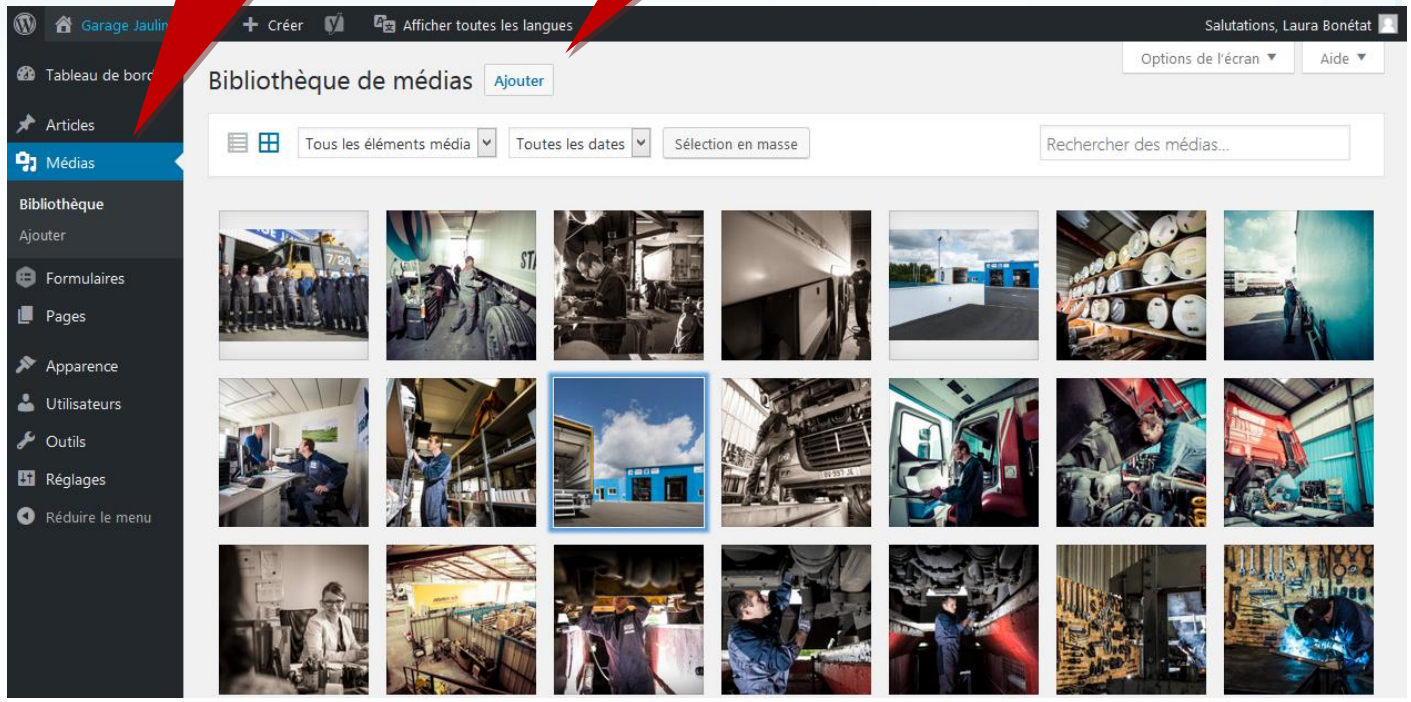 Garage Jaulin
Créer
Afficher toutes les langues
Salutations, Laura Bonétat
Tableau de bord
Bibliothèque de médias
Ajouter
Options de l'écran
Aide
Articles
Médias
Tous les éléments média
Toutes les dates
Sélection en masse
Rechercher des médias...
Bibliothèque
Ajouter
Formulaires
Pages
Apparence
Utilisateurs
Outils
Réglages
Réduire le menu
7/24